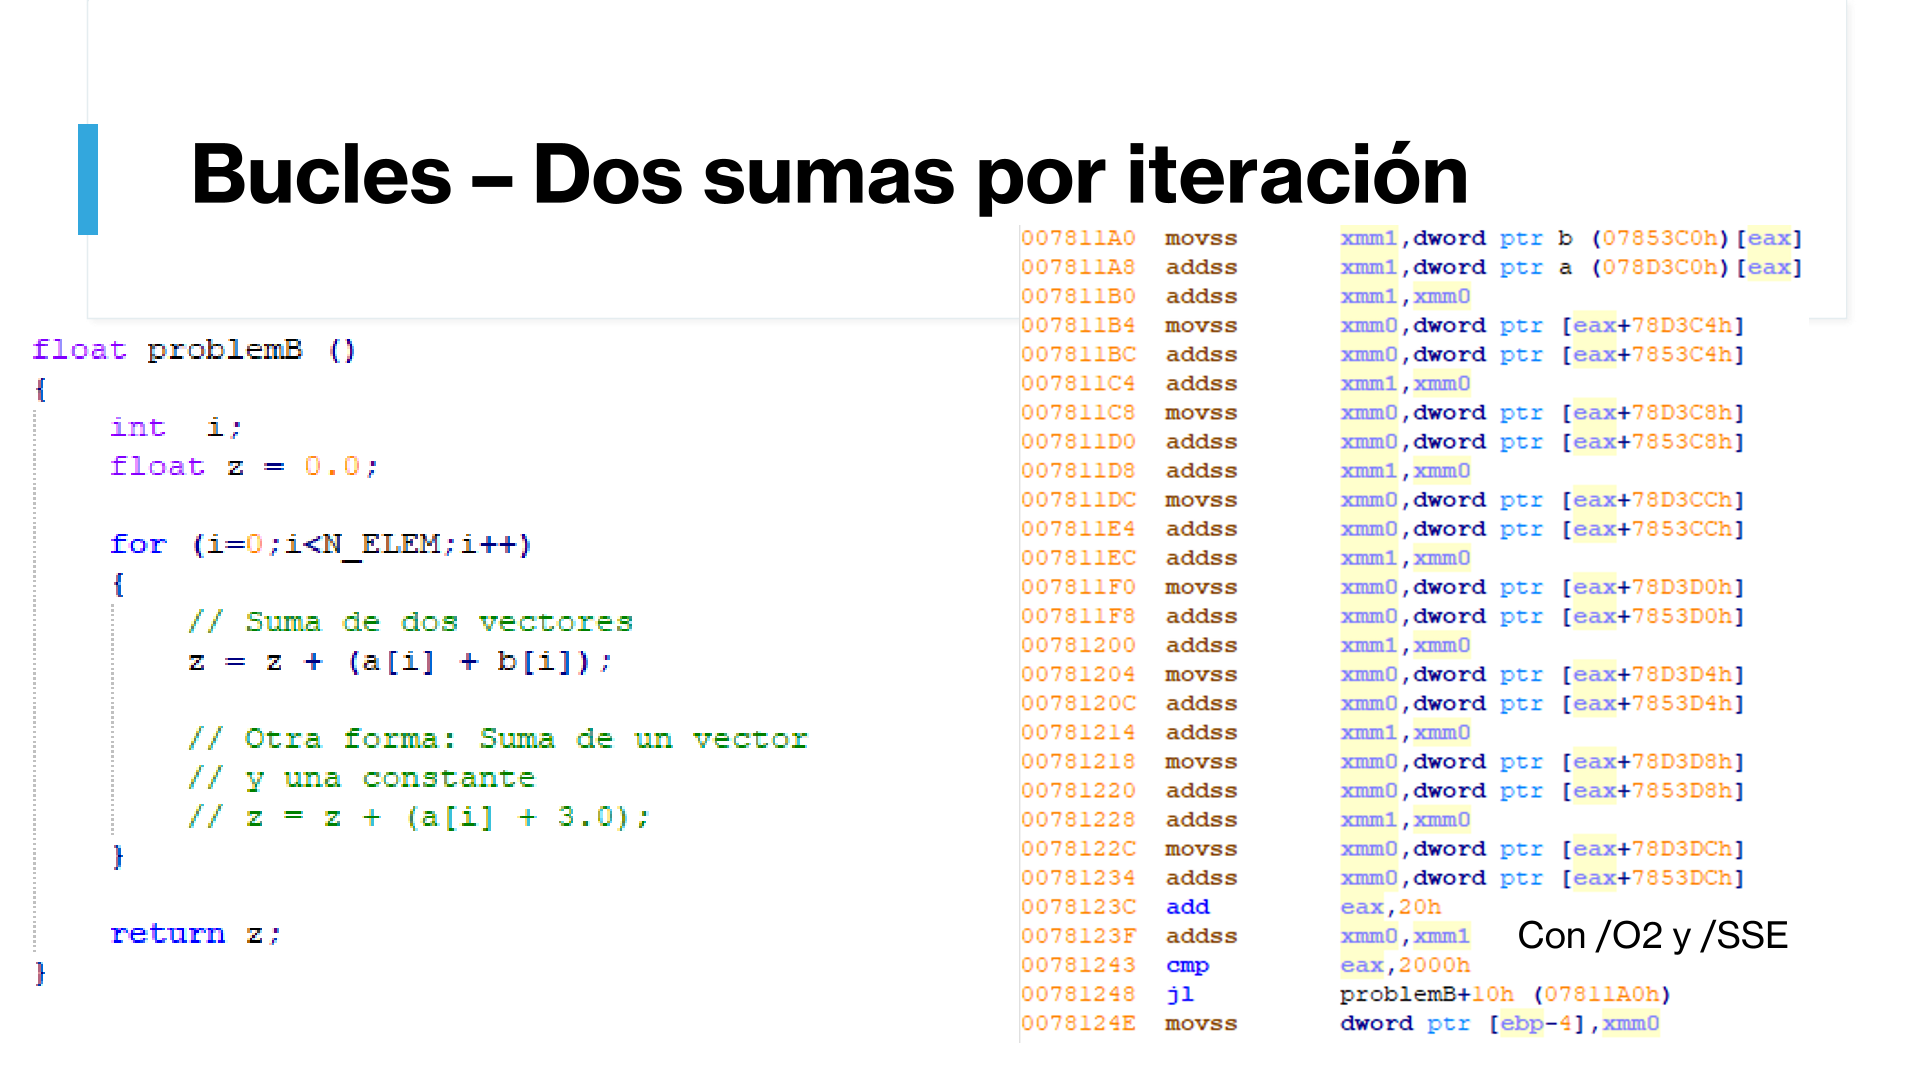 Bucles – Dos sumas por iteración
float problemB ()
{
int  i;
float z = 0.0;
for (i=0;i<N_ELEM;i++)
{
// Suma de dos vectores
z = z + (a[i] + b[i]);
// Otra forma: Suma de un vector
// y una constante
// z = z + (a[i] + 3.0);
}
return z;
}
007811A0 movss xmm1,dword ptr b (07853C0h)[eax]
007811A8 addss xmm1,dword ptr a (078D3C0h)[eax]
007811B0 addss xmm1,xmm0
007811B4 movss xmm0,dword ptr [eax+78D3C4h]
007811BC addss xmm0,dword ptr [eax+7853C4h]
007811C4 addss xmm1,xmm0
007811C8 movss xmm0,dword ptr [eax+78D3C8h]
007811D0 addss xmm0,dword ptr [eax+7853C8h]
007811D8 addss xmm1,xmm0
007811DC movss xmm0,dword ptr [eax+78D3CCh]
007811E4 addss xmm0,dword ptr [eax+7853CCh]
007811EC addss xmm1,xmm0
007811F0 movss xmm0,dword ptr [eax+78D3D0h]
007811F8 addss xmm0,dword ptr [eax+7853D0h]
00781200 addss xmm1,xmm0
00781204 movss xmm0,dword ptr [eax+78D3D4h]
0078120C addss xmm0,dword ptr [eax+7853D4h]
00781214 addss xmm1,xmm0
00781218 movss xmm0,dword ptr [eax+78D3D8h]
00781220 addss xmm0,dword ptr [eax+7853D8h]
00781228 addss xmm1,xmm0
0078122C movss xmm0,dword ptr [eax+78D3DCh]
00781234 addss xmm0,dword ptr [eax+7853DCh]
0078123C add eax,20h
0078123F addss xmm0,xmm1
00781243 cmp eax,2000h
00781248 jl problemB+10h (07811A0h)
0078124E movss dword ptr [ebp-4],xmm0
Con /O2 y /SSE